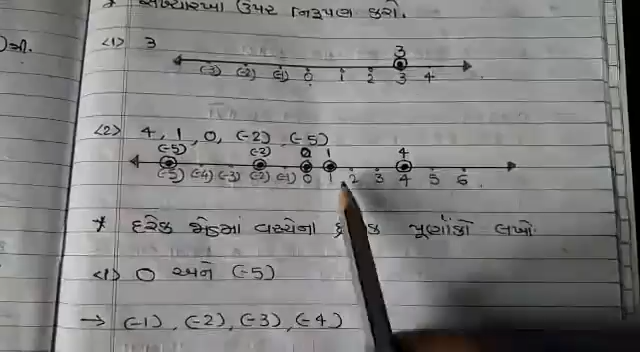 * સંખ્યારેખા ઉપર નિરૂપણ કરો.
<1> 3
3
(-3) (-2) (-1) 0 1 2 3 4
<2> 4, 1, 0, (-2), (-5)
(-5) (-2) 0 1 4
(-5) (-4) (-3) (-2) (-1) 0 1 2 3 4 5 6
* દરેક જોડમાં વચ્ચેના પૂર્ણાંકો લખો.
<1> 0 અને (-5)
→ (-1), (-2), (-3), (-4)